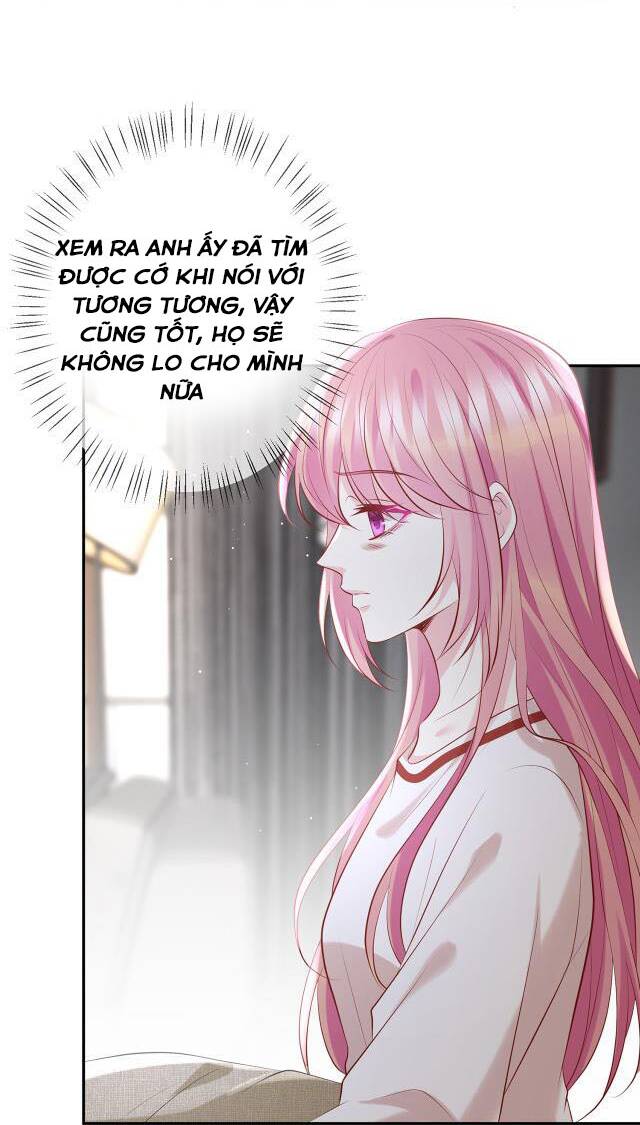 XEM RA ANH ẤY ĐÃ TÌM
ĐƯỢC CỚ KHI NÓI VỚI
TƯƠNG TƯƠNG, VẬY
CŨNG TỐT, HỌ SẼ
KHÔNG LO CHO MÌNH
NỮA